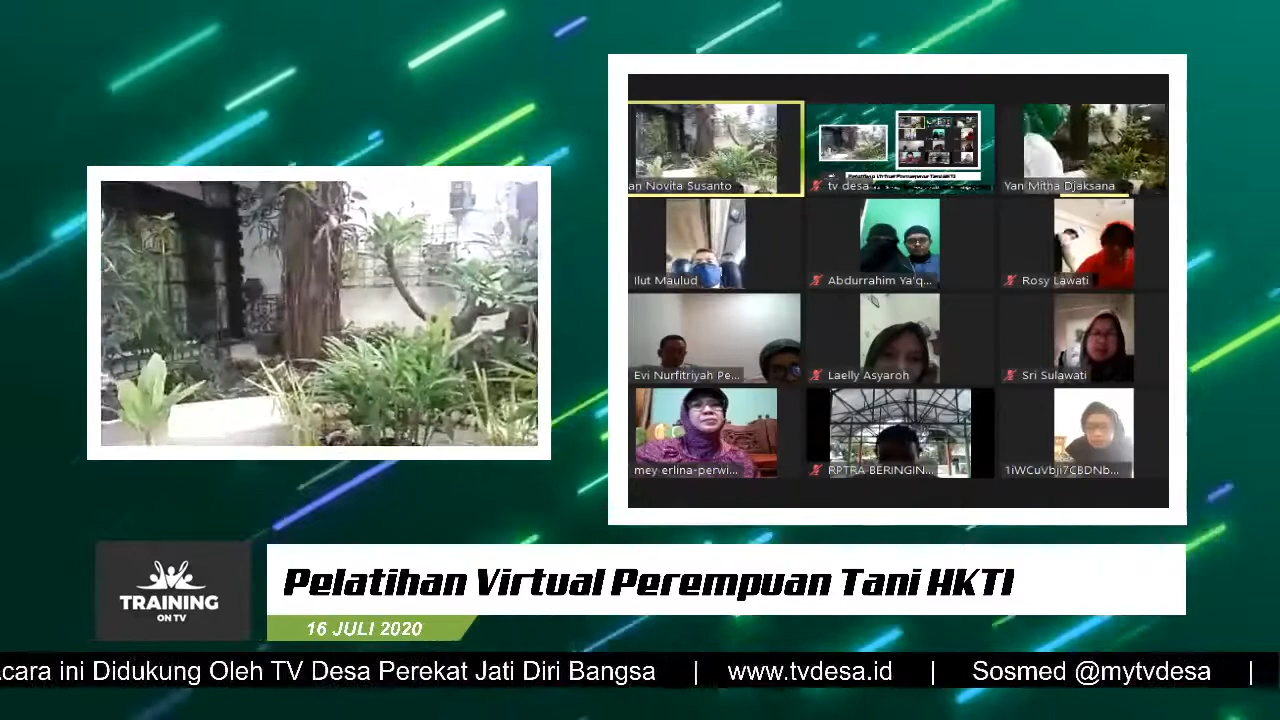 an Novita Susanto
tv desa
Yan Mitha Djaksana
Ilut Maulud
Abdurrahim Ya'q...
Rosy Lawati
Evi Nurfitriyah Pe...
Laelly Asyaroh
Sri Sulawati
mey erlina-perwi...
RPTRA BERINGIN...
1iWCuVbji7CBDNb...
TRAINING
ON TV
Pelatihan Virtual Perempuan Tani HKTI
16 JULI 2020
Acara ini Didukung Oleh TV Desa Perekat Jati Diri Bangsa | www.tvdesa.id | Sosmed @mytvdesa |